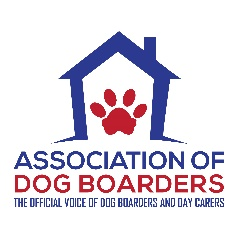 ASSOCIATION OF
DOG BOARDERS
THE OFFICIAL VOICE OF DOG BOARDERS AND DAY CARERS